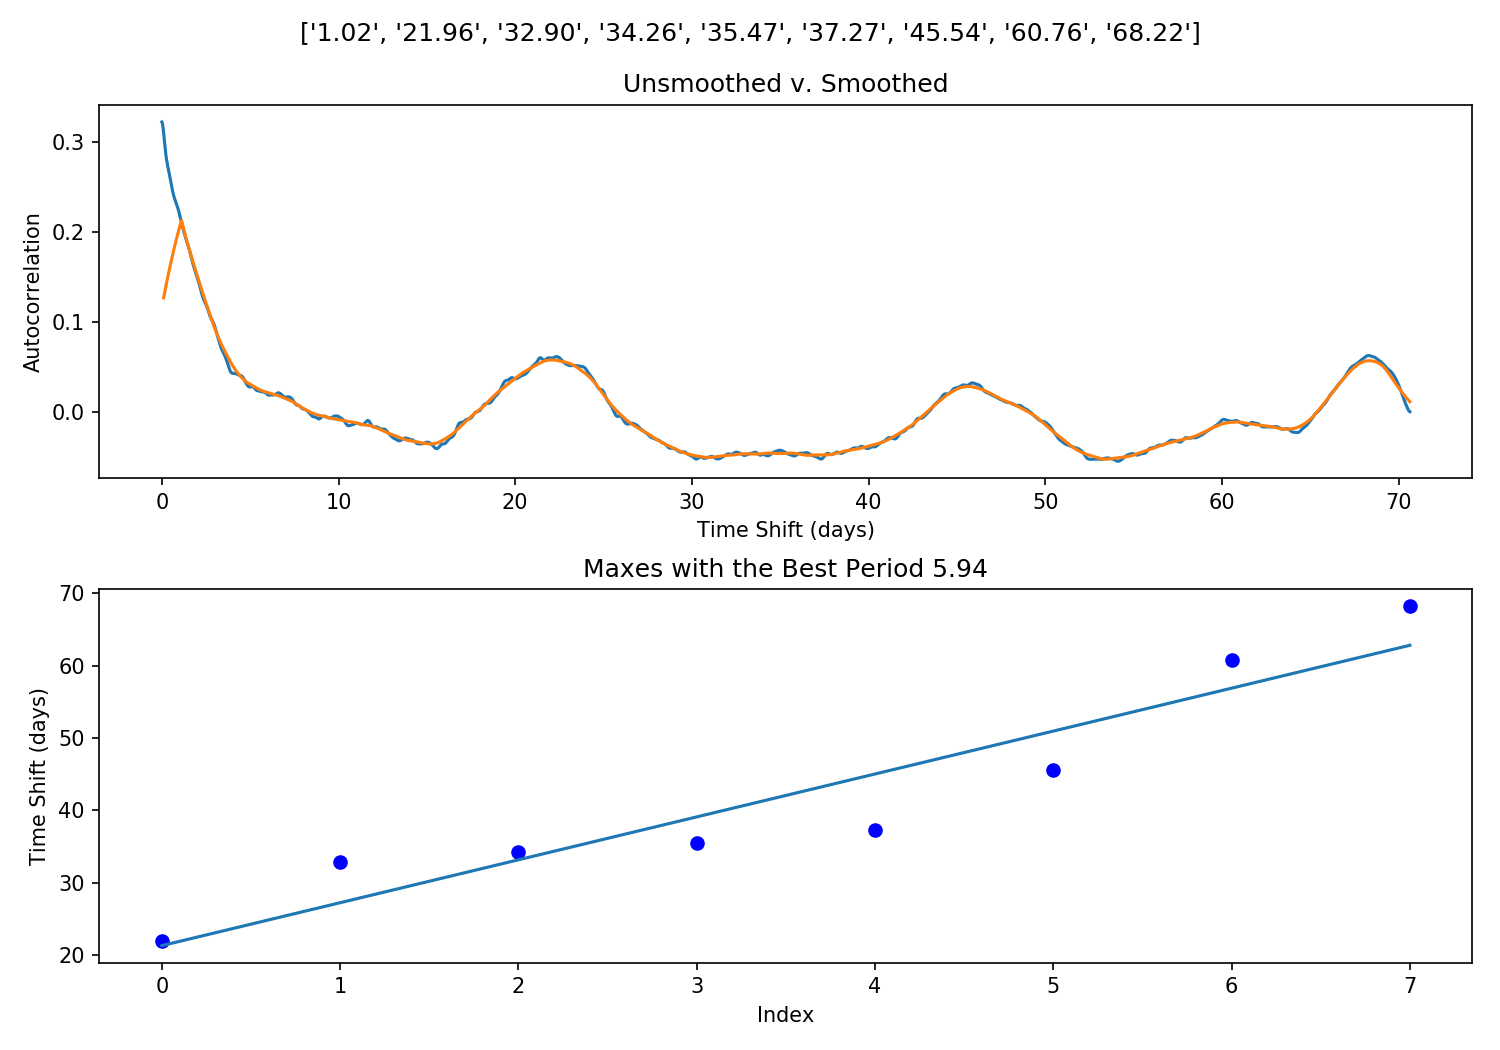 ['1.02', '21.96', '32.90', '34.26', '35.47', '37.27', '45.54', '60.76', '68.22']
Unsmoothed v. Smoothed
Autocorrelation
0.3
0.2
0.1
0.0
0 10 20 30 40 50 60 70
Time Shift (days)
Maxes with the Best Period 5.94
Time Shift (days)
70
60
50
40
30
20
0 1 2 3 4 5 6 7
Index